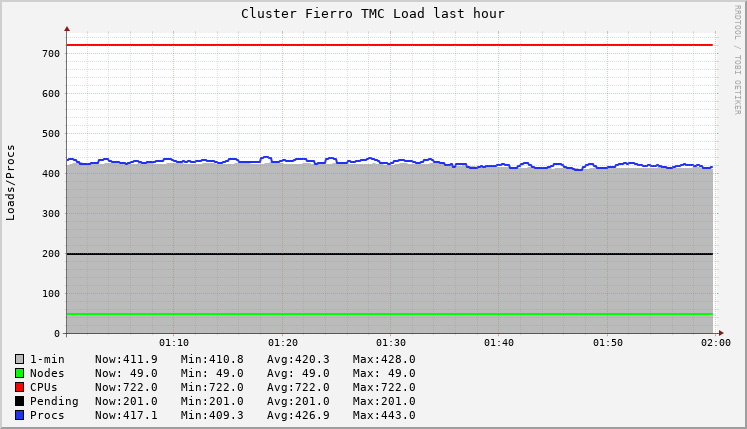 Cluster Fierro TMC Load last hour
RRDTOOL / TOBI OETIKER
Loads/Procs
700
600
500
400
300
200
100
0
01:10 01:20 01:30 01:40 01:50 02:00
1-min Now:411.9 Min:410.8 Avg:420.3 Max:428.0
Nodes Now: 49.0 Min: 49.0 Avg: 49.0 Max: 49.0
CPUs Now:722.0 Min:722.0 Avg:722.0 Max:722.0
Pending Now:201.0 Min:201.0 Avg:201.0 Max:201.0
Procs Now:417.1 Min:409.3 Avg:426.9 Max:443.0